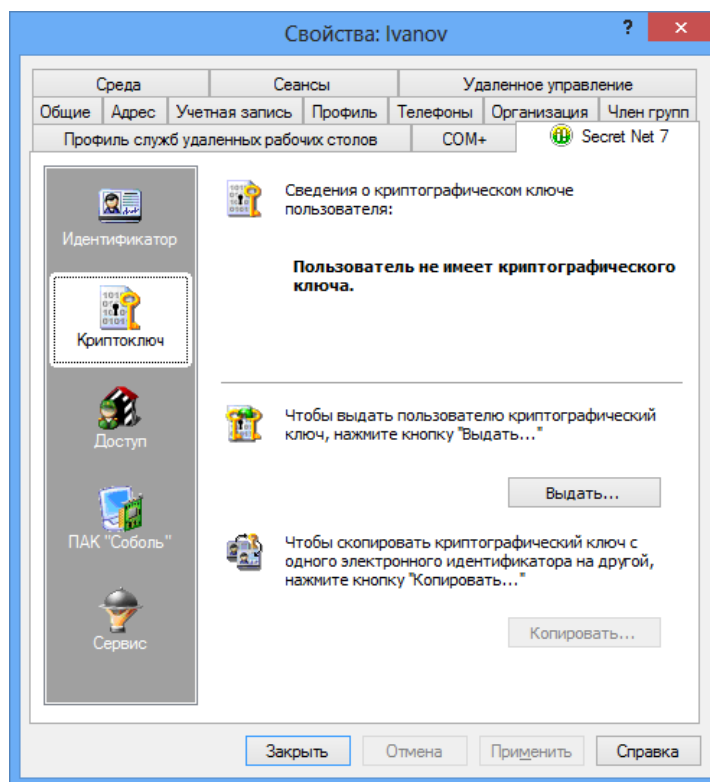 Свойства: Ivanov
?
×
Среда Сеансы Удаленное управление
Общие Адрес Учетная запись Профиль Телефоны Организация Член групп
Профиль служб удаленных рабочих столов COM+ Secret Net 7
Идентификатор
Криптоключ
Доступ
ПАК "Соболь"
Сервис
Сведения о криптографическом ключе
пользователя:
Пользователь не имеет криптографического
ключа.
Чтобы выдать пользователю криптографический
ключ, нажмите кнопку "Выдать..."
Выдать...
Чтобы скопировать криптографический ключ с
одного электронного идентификатора на другой,
нажмите кнопку "Копировать..."
Копировать...
Закрыть Отмена Применить Справка